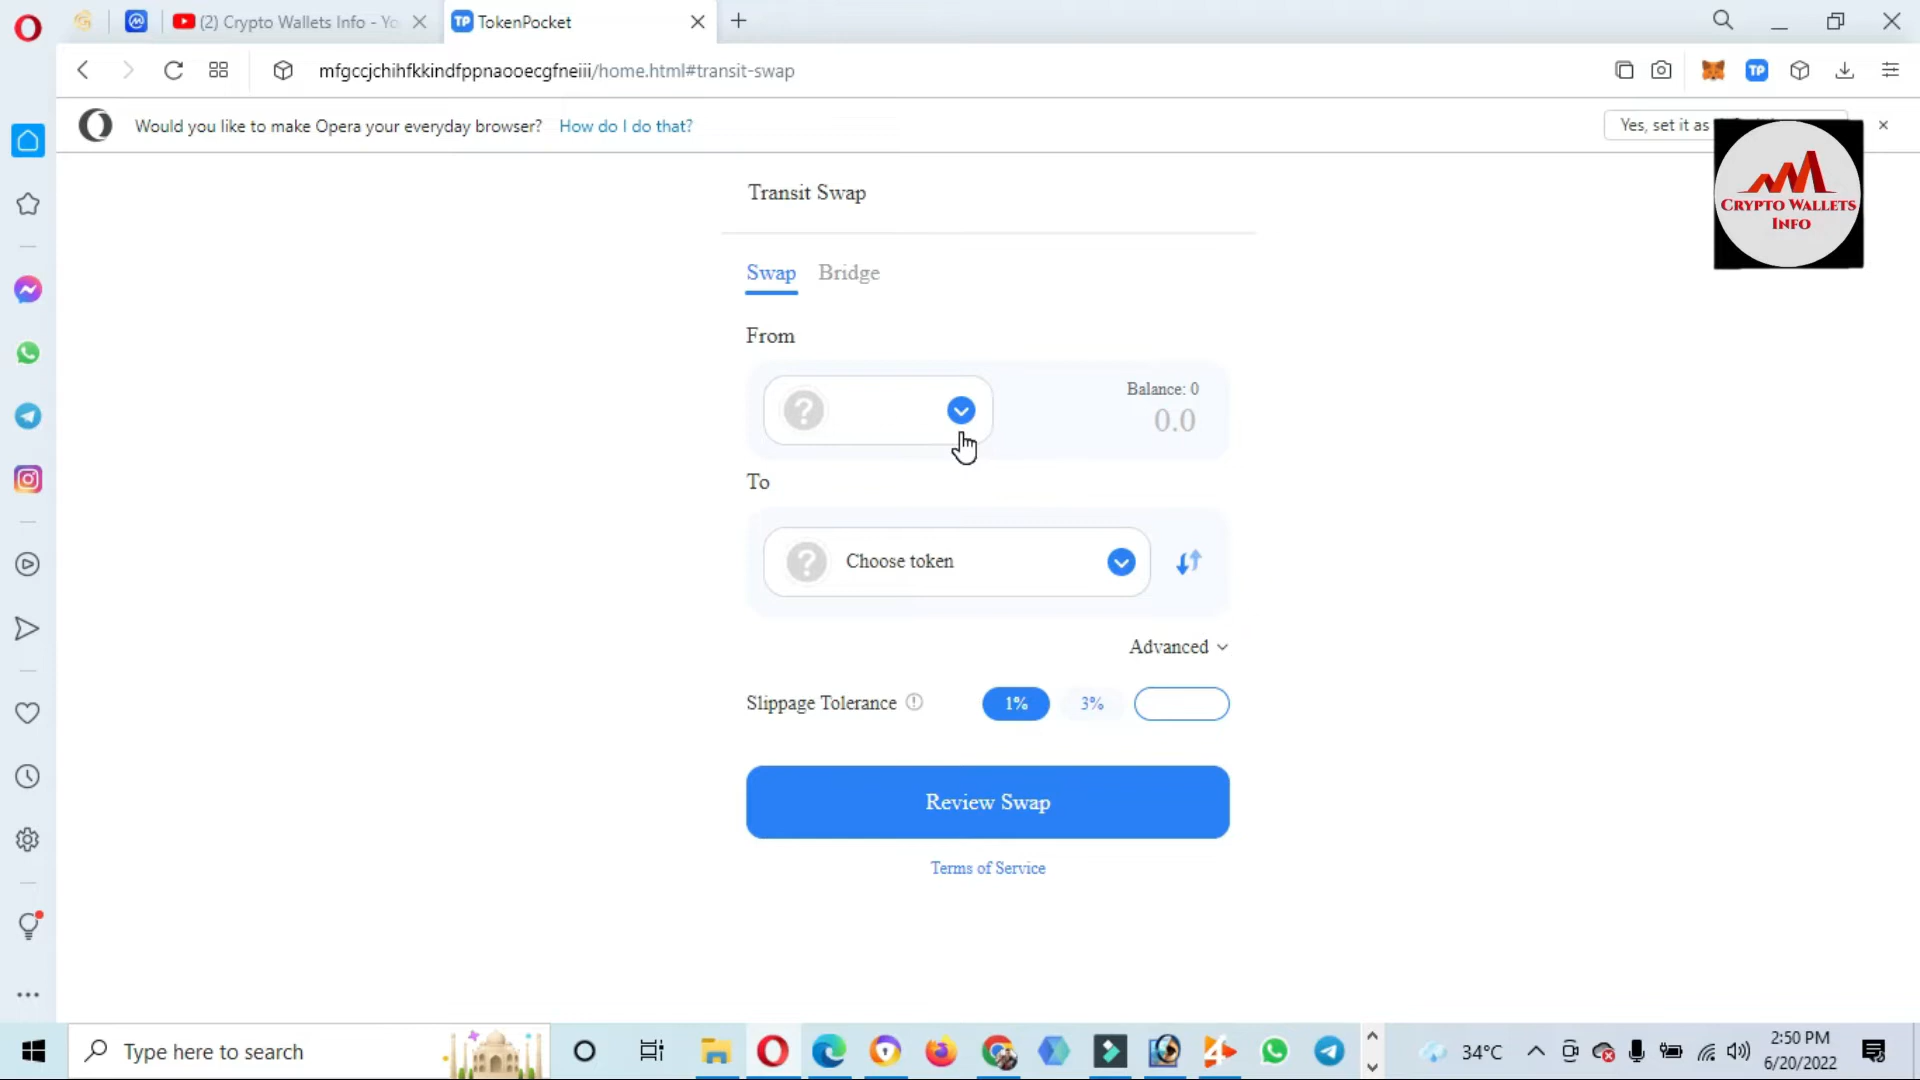 (2) Crypto Wallets Info - Yo
TP TokenPocket
mfgccjchihfkkindfppnaooecgfneiii/home.html#transit-swap
TP
Would you like to make Opera your everyday browser? How do I do that?
Yes, set it as
CRYPTO WALLETS
INFO
Transit Swap
Swap Bridge
From
Balance: 0
0.0
To
Choose token
Advanced
Slippage Tolerance 1% 3%
Review Swap
Terms of Service
Type here to search
34°C
2:50 PM
6/20/2022